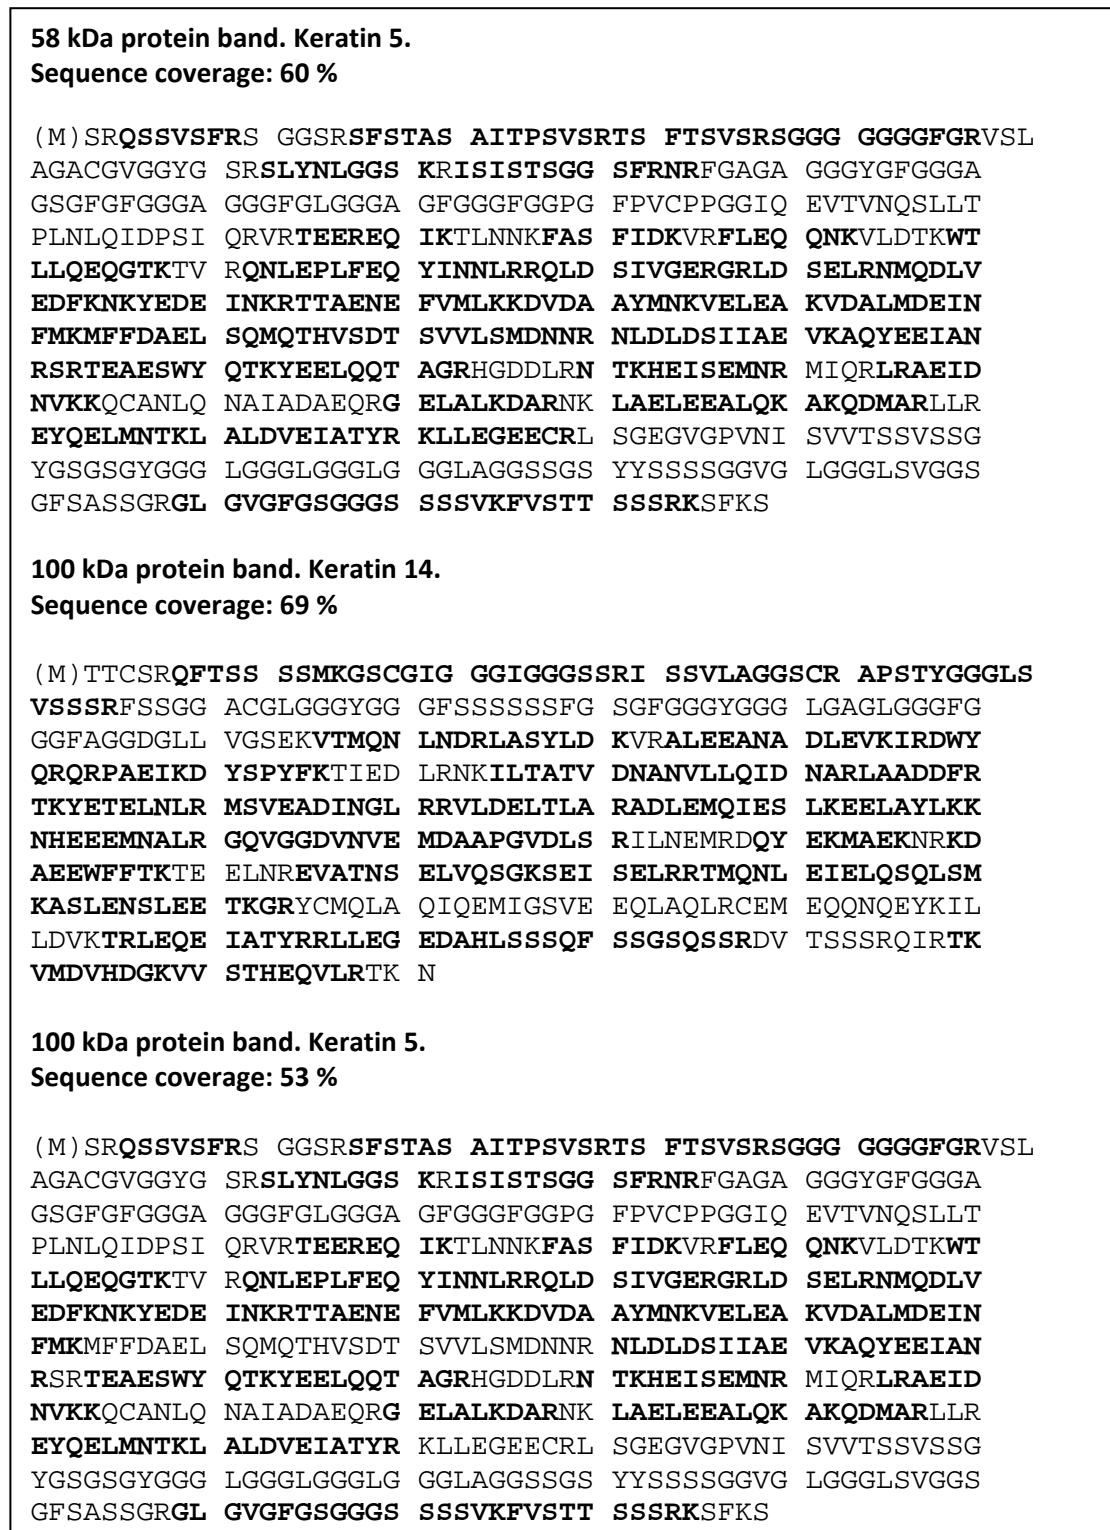 58 kDa protein band. Keratin 5.
Sequence coverage: 60 %
(M)SRQSSVSFRS GGSRSFSTAS AITPSVSRTS FTSVSRSGGG GGGGFGRVSL
AGACGVGGYG SRSLYNLGGS KRISISTSGG SFRNRFGAGA GGGYGFGGGA
GSGFGFGGGA GGGFGLGGGA GFGGGFGGPG FPVCPPGGIQ EVTVNQSLLT
PLNLQIDPSI QRVRTEEREQ IKTLNNKFAS FIDKVRFLEQ QNKVLDTKWT
LLQEQGTKTV RQNLEPLFEQ YINNLRRQLD SIVGERGRLD SELRNMQDLV
EDFKNKYEDE INKRTTAENE FVMLKKDVDA AYMNKVELEA KVDALMDEIN
FMKMFFDAEL SQMQTHVSDT SVVLSMDNNR NLDLDSIIAE VKAQYEEIAN
RSRTEAESWY QTKYEELQQT AGRHGDDLRN TKHEISEMNR MIQRLRAEID
NVKKQCANLQ NAIADAEQRG ELALKDARNK LAELEEALQK AKQDMARLLR
EYQELMNTKL ALDVEIATYR KLLEGEECRL SGEGVGPVNI SVVTSSVSSG
YGSGSGYGGG LGGGLGGGLG GGLAGGSSGS YYSSSSGGVG LGGGLSVGGS
GFSASSGRGL GVGFGSGGGS SSSVKFVSTT SSSRKSFKS
100 kDa protein band. Keratin 14.
Sequence coverage: 69 %
(M)TTCSRQFTSS SSMKGSCGIG GGIGGGSSRI SSVLAGGSCR APSTYGGGLS
VSSSRFSSGG ACGLGGGYGG GFSSSSSSFG SGFGGGYGGG LGAGLGGGFG
GGFAGGDGLL VGSEKVTMQN LNDRLASYLD KVRALEEANA DLEVKIRDWY
QRQRPAEIKD YSPYFKTIED LRNKILTATV DNANVLLQID NARLAADDFR
TKYETELNLR MSVEADINGL RRVLDELTLA RADLEMQIES LKEELAYLKK
NHEEEMNALR GQVGGDVNVE MDAAPGVDLS RILNEMRDQY EKMAEKNRKD
AEEWFFTKTE ELNREVATNS ELVQSGKSEI SELRRTMQNL EIELQSQLSM
KASLENSLEE TKGRYCMQLA QIQEMIGSVE EQLAQLRCEM EQQNQEYKIL
LDVKTRLEQE IATYRRLLEG EDAHLSSSQF SSGSQSSRDV TSSSRQIRTK
VMDVHDGKVV STHEQVLRTK N
100 kDa protein band. Keratin 5.
Sequence coverage: 53 %
(M)SRQSSVSFRS GGSRSFSTAS AITPSVSRTS FTSVSRSGGG GGGGFGRVSL
AGACGVGGYG SRSLYNLGGS KRISISTSGG SFRNRFGAGA GGGYGFGGGA
GSGFGFGGGA GGGFGLGGGA GFGGGFGGPG FPVCPPGGIQ EVTVNQSLLT
PLNLQIDPSI QRVRTEEREQ IKTLNNKFAS FIDKVRFLEQ QNKVLDTKWT
LLQEQGTKTV RQNLEPLFEQ YINNLRRQLD SIVGERGRLD SELRNMQDLV
EDFKNKYEDE INKRTTAENE FVMLKKDVDA AYMNKVELEA KVDALMDEIN
FMKMFFDAEL SQMQTHVSDT SVVLSMDNNR NLDLDSIIAE VKAQYEEIAN
RSRTEAESWY QTKYEELQQT AGRHGDDLRN TKHEISEMNR MIQRLRAEID
NVKKQCANLQ NAIADAEQRG ELALKDARNK LAELEEALQK AKQDMARLLR
EYQELMNTKL ALDVEIATYR KLLEGEECRL SGEGVGPVNI SVVTSSVSSG
YGSGSGYGGG LGGGLGGGLG GGLAGGSSGS YYSSSSGGVG LGGGLSVGGS
GFSASSGRGL GVGFGSGGGS SSSVKFVSTT SSSRKSFKS